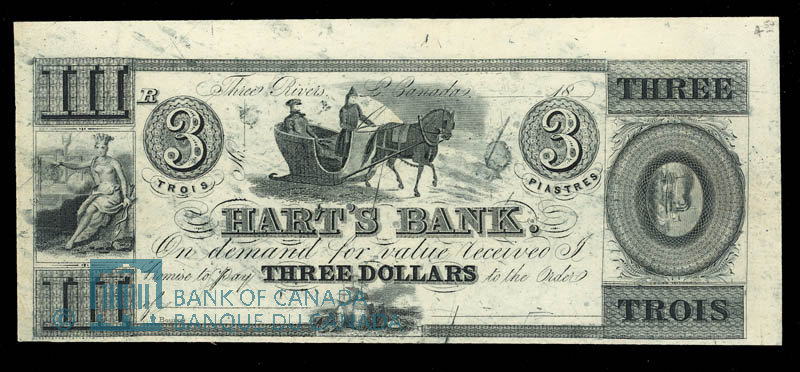 III
THREE
R
Three Rivers, L. Canada, 18
3
TROIS
3
PIASTRES
No.
HART'S BANK.
On demand for value received I
Promise to pay THREE DOLLARS to the Order
III
TROIS
BANK OF CANADA
BANQUE DU CANADA